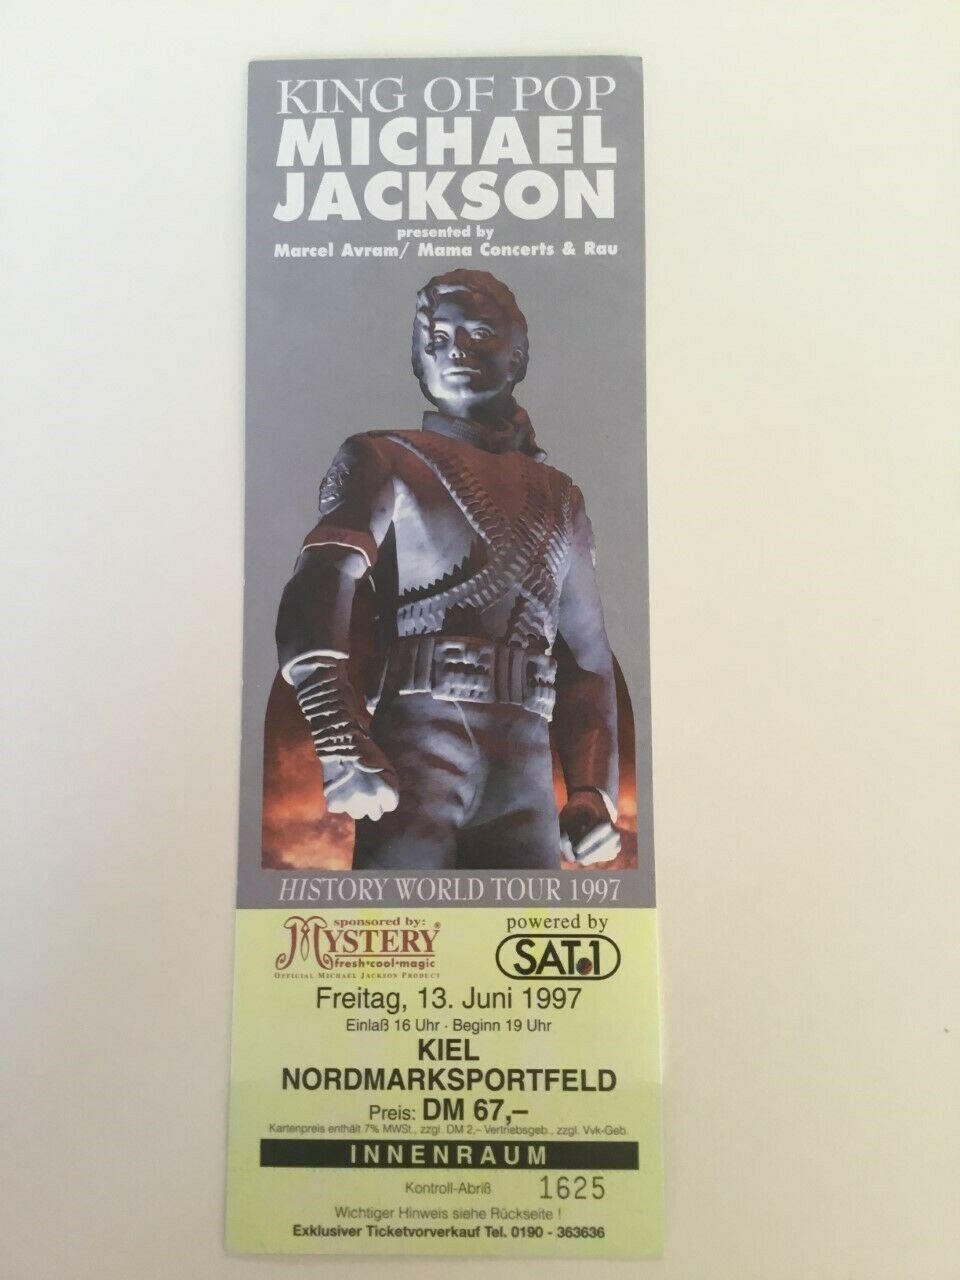 KING OF POP
MICHAEL
JACKSON
presented by
Marcel Avram/ Mama Concerts & Rau
HISTORY WORLD TOUR 1997
sponsored by:
MYSTERY®
fresh•cool•magic
OFFICIAL MICHAEL JACKSON PRODUCT
powered by
SAT.1
Freitag, 13. Juni 1997
Einlaß 16 Uhr · Beginn 19 Uhr
KIEL
NORDMARKSPORTFELD
Preis: DM 67,–
Kartenpreis enthält 7% MWSt., zzgl. DM 2,– Vertriebsgeb., zzgl. Vvk-Geb.
INNENRAUM
Kontroll-Abriß 1625
Wichtiger Hinweis siehe Rückseite !
Exklusiver Ticketvorverkauf Tel. 0190 - 363636